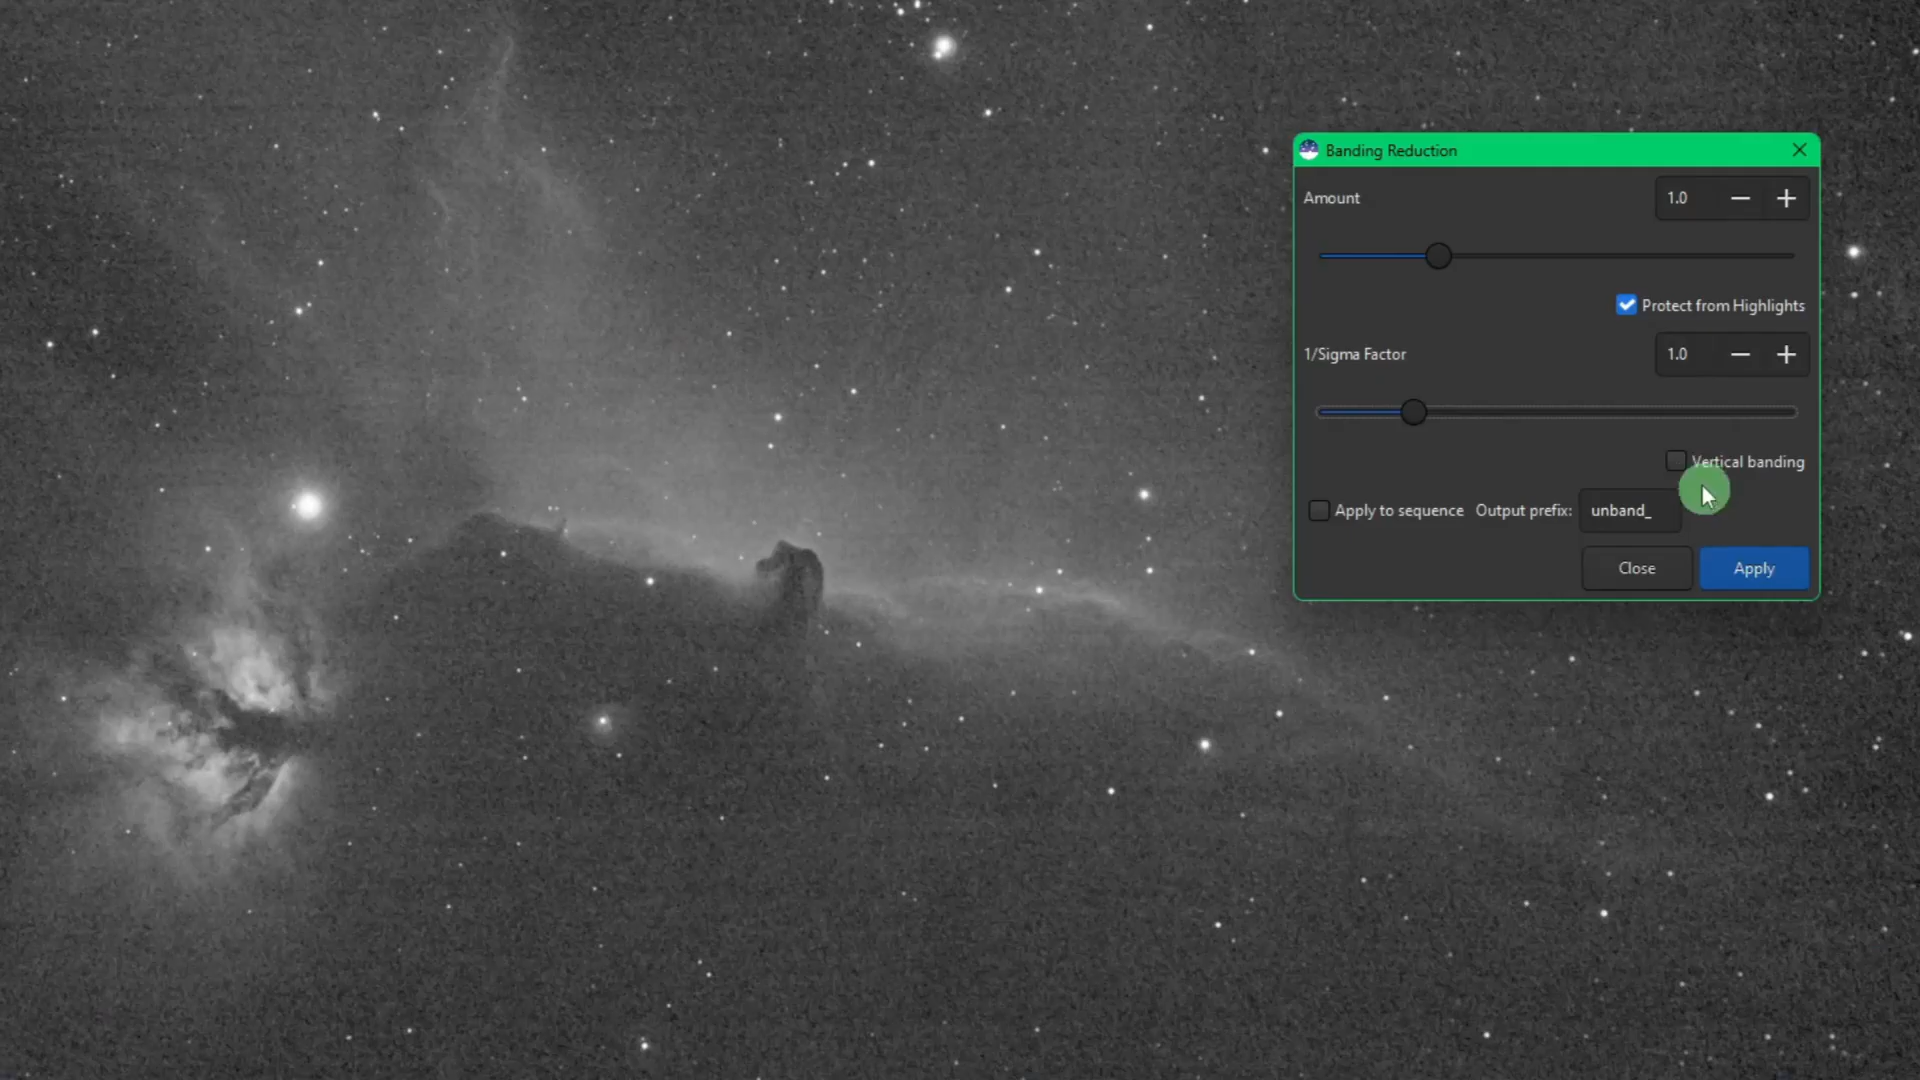 Banding Reduction
Amount 1.0
Protect from Highlights
1/Sigma Factor 1.0
Vertical banding
Apply to sequence Output prefix: unband_
Close Apply